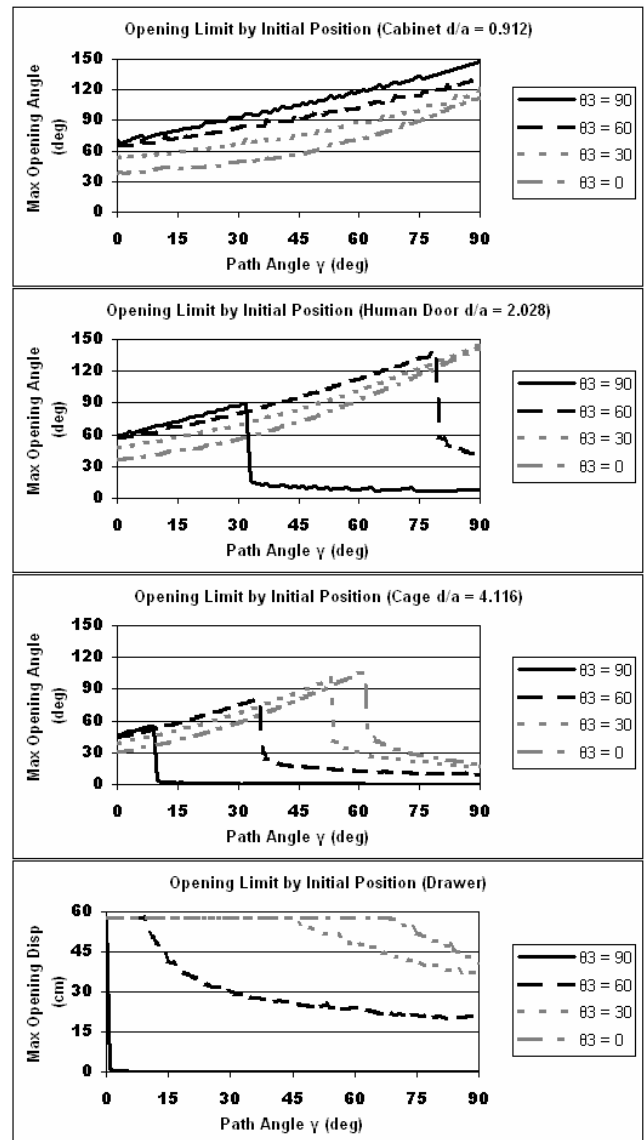 Opening Limit by Initial Position (Cabinet d/a = 0.912)
Max Opening Angle
(deg)
150
120
90
60
30
0
0 15 30 45 60 75 90
Path Angle γ (deg)
θ3 = 90
θ3 = 60
θ3 = 30
θ3 = 0
Opening Limit by Initial Position (Human Door d/a = 2.028)
Max Opening Angle
(deg)
150
120
90
60
30
0
0 15 30 45 60 75 90
Path Angle γ (deg)
θ3 = 90
θ3 = 60
θ3 = 30
θ3 = 0
Opening Limit by Initial Position (Cage d/a = 4.116)
Max Opening Angle
(deg)
150
120
90
60
30
0
0 15 30 45 60 75 90
Path Angle γ (deg)
θ3 = 90
θ3 = 60
θ3 = 30
θ3 = 0
Opening Limit by Initial Position (Drawer)
Max Opening Disp
(cm)
60
45
30
15
0
0 15 30 45 60 75 90
Path Angle γ (deg)
θ3 = 90
θ3 = 60
θ3 = 30
θ3 = 0